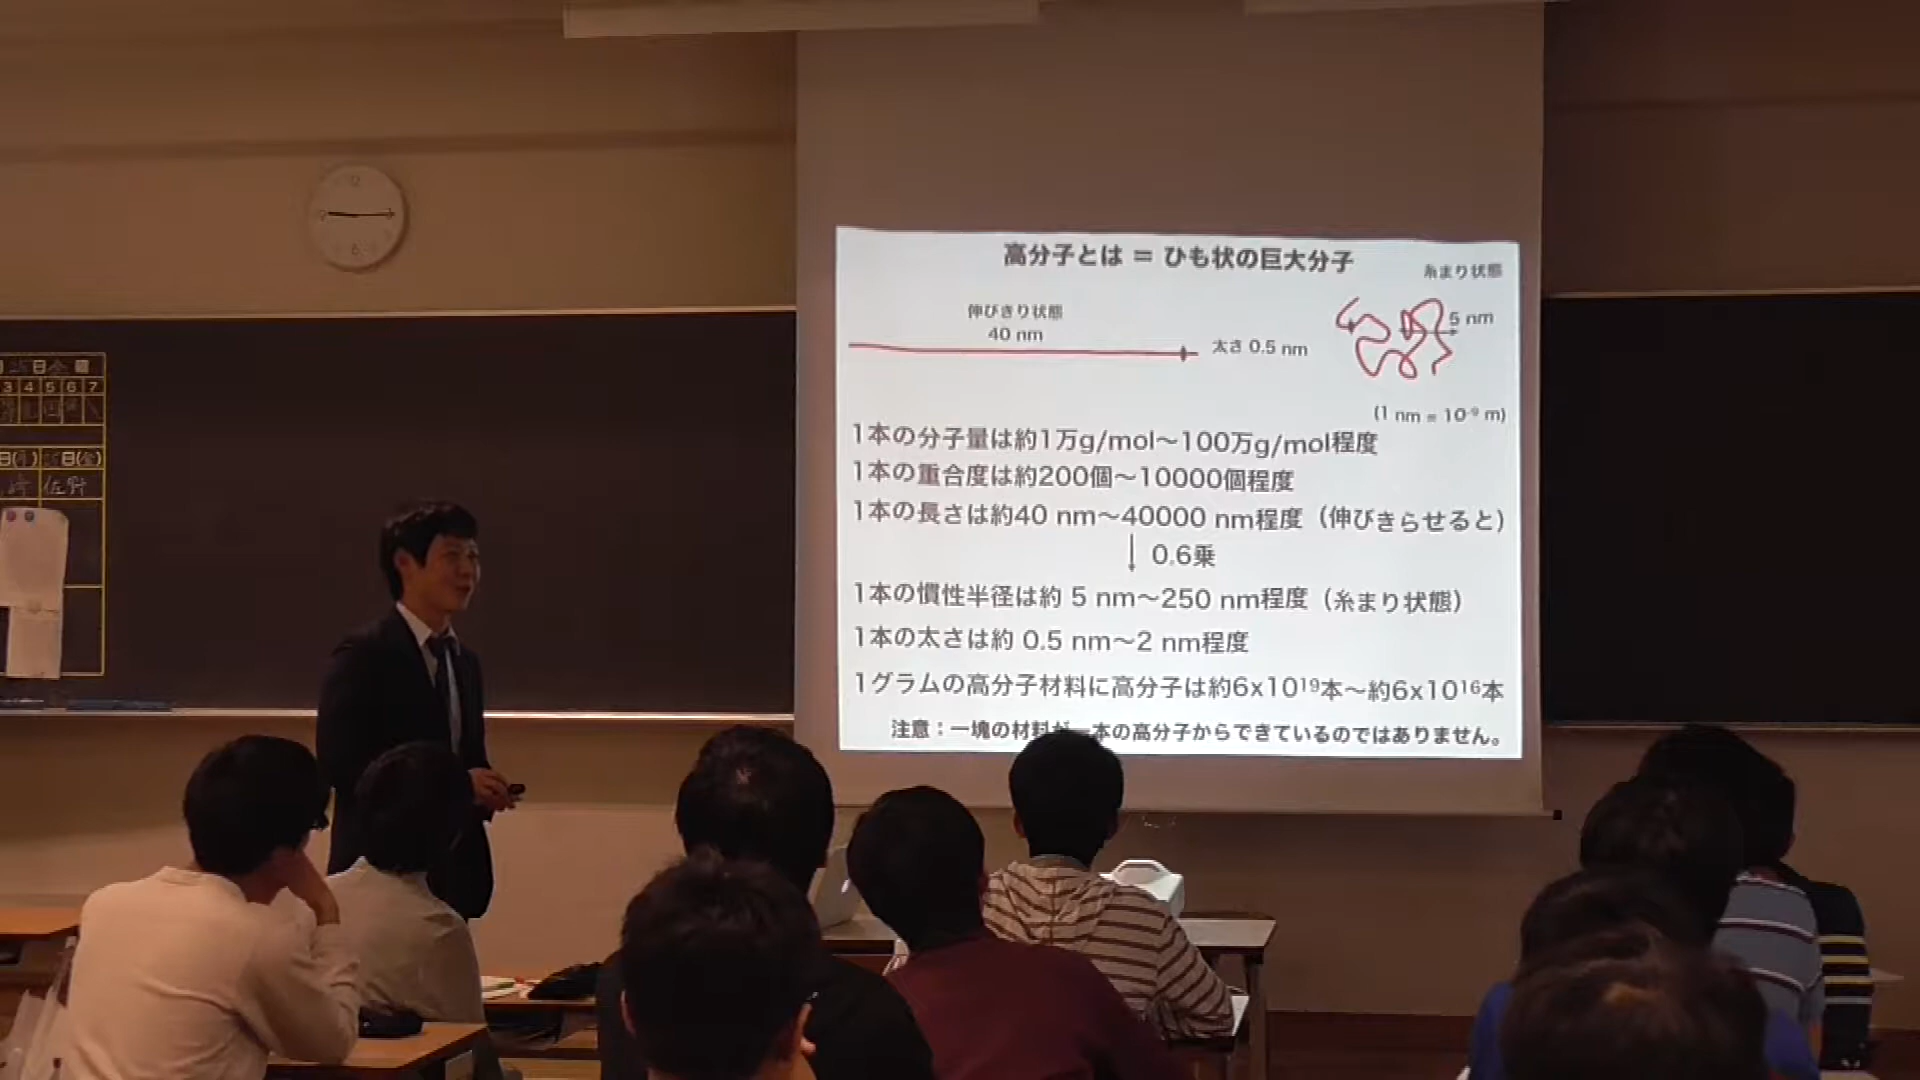 高分子とは = ひも状の巨大分子
糸まり状態
伸びきり状態
40 nm
太さ 0.5 nm
5 nm
(1 nm = 10⁻⁹ m)
1本の分子量は約1万g/mol〜100万g/mol程度
1本の重合度は約200個〜10000個程度
1本の長さは約40 nm〜40000 nm程度（伸びきらせると）
↓ 0.6乗
1本の慣性半径は約 5 nm〜250 nm程度（糸まり状態）
1本の太さは約 0.5 nm〜2 nm程度
1グラムの高分子材料に高分子は約6x10¹⁹本〜約6x10¹⁶本
注意：一塊の材料が一本の高分子からできているのではありません。
日
3 4 5 6 7
日(金)
佐野